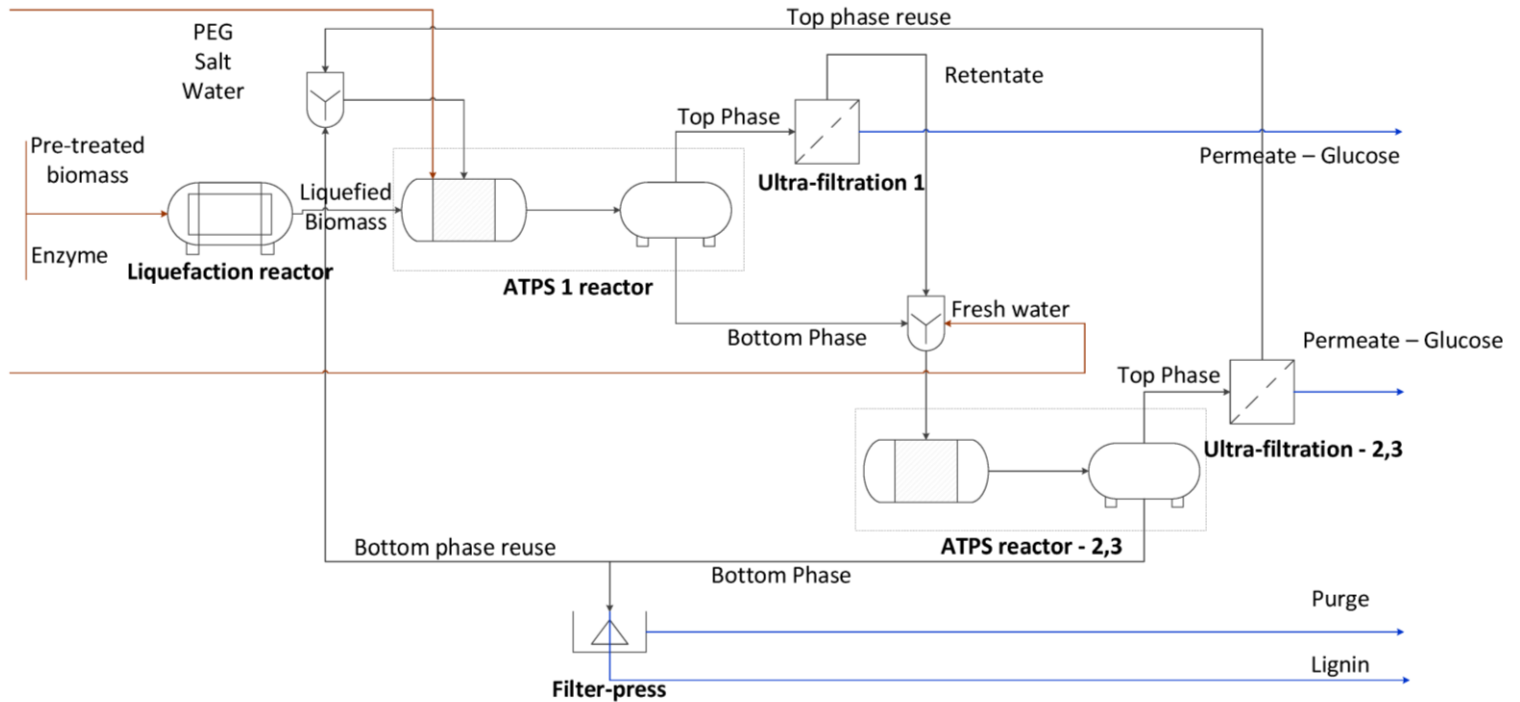 Top phase reuse
PEG
Salt
Water
Retentate
Top Phase
Pre-treated
biomass
Permeate – Glucose
Ultra-filtration 1
Liquefied
Biomass
Enzyme
Liquefaction reactor
ATPS 1 reactor
Fresh water
Bottom Phase
Permeate – Glucose
Top Phase
Ultra-filtration - 2,3
Bottom phase reuse
ATPS reactor - 2,3
Bottom Phase
Purge
Lignin
Filter-press